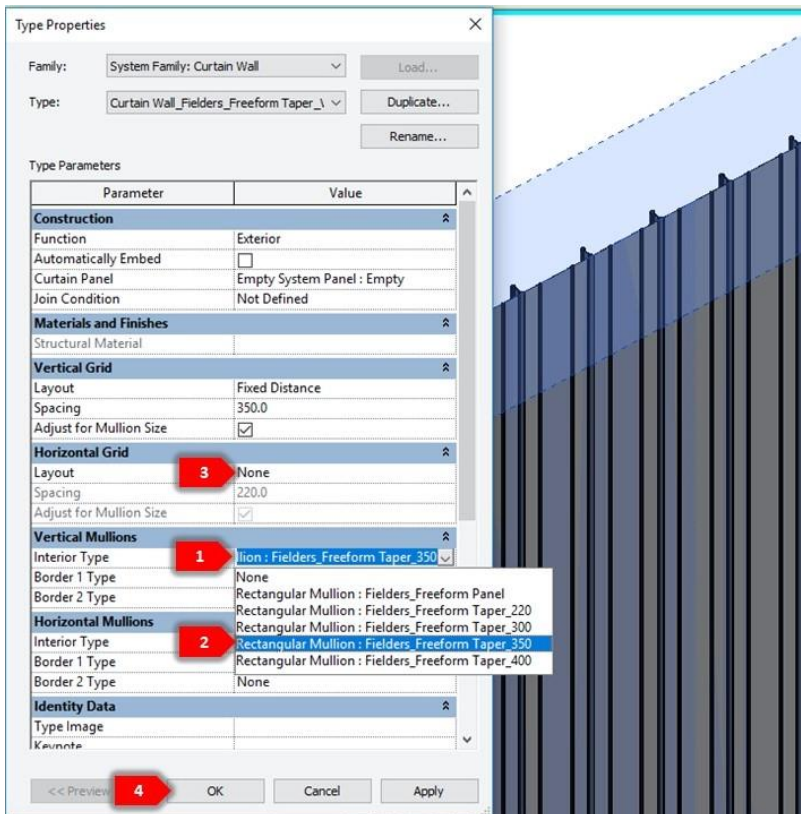 Type Properties
Family: System Family: Curtain Wall Load...
Type: Curtain Wall_Fielders_Freeform Taper_\ Duplicate...
Rename...
Type Parameters
Parameter Value
Construction
Function Exterior
Automatically Embed
Curtain Panel Empty System Panel : Empty
Join Condition Not Defined
Materials and Finishes
Structural Material
Vertical Grid
Layout Fixed Distance
Spacing 350.0
Adjust for Mullion Size
Horizontal Grid
Layout 3 None
Spacing 220.0
Adjust for Mullion Size
Vertical Mullions
Interior Type 1 llion : Fielders_Freeform Taper_350
Border 1 Type None
Border 2 Type Rectangular Mullion : Fielders_Freeform Panel
Rectangular Mullion : Fielders_Freeform Taper_220
Horizontal Mullions Rectangular Mullion : Fielders_Freeform Taper_300
Interior Type 2 Rectangular Mullion : Fielders_Freeform Taper_350
Border 1 Type Rectangular Mullion : Fielders_Freeform Taper_400
Border 2 Type None
Identity Data
Type Image
Keynote
<< Preview 4 OK Cancel Apply